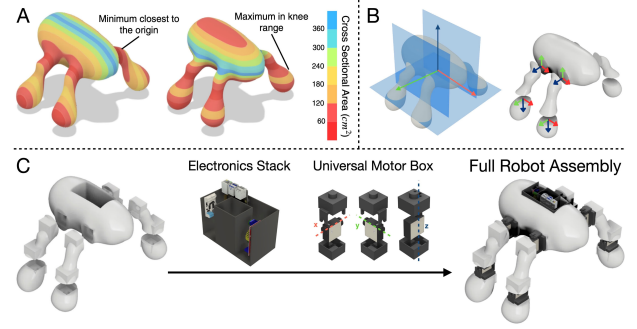 A
Minimum closest to the
origin
Maximum in knee
range
360
300
240
180
120
60
Cross Sectional Area (cm²)
B
C
Electronics Stack
Universal Motor Box
Full Robot Assembly
x
y
z